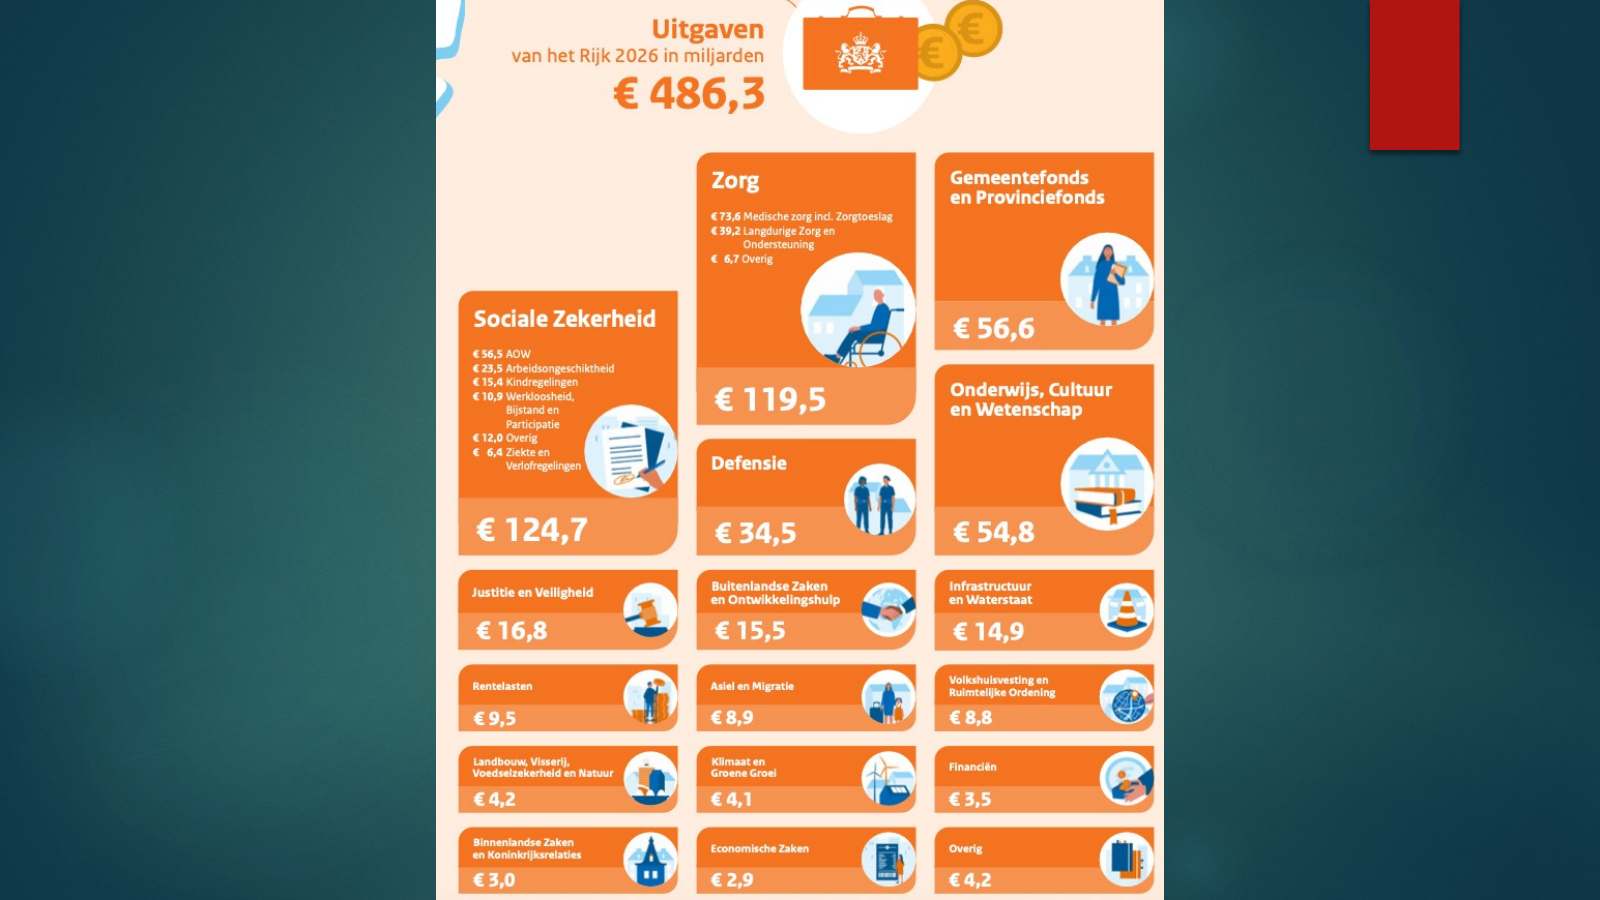 Uitgaven
van het Rijk 2026 in miljarden
€ 486,3
Sociale Zekerheid
€ 56,5 AOW
€ 23,5 Arbeidsongeschiktheid
€ 15,4 Kindregelingen
€ 10,9 Werkloosheid,
Bijstand en
Participatie
€ 12,0 Overig
€ 6,4 Ziekte en
Verlofregelingen
€ 124,7
Zorg
€ 73,6 Medische zorg incl. Zorgtoeslag
€ 39,2 Langdurige Zorg en
Ondersteuning
€ 6,7 Overig
€ 119,5
Gemeentefonds
en Provinciefonds
€ 56,6
Defensie
€ 34,5
Onderwijs, Cultuur
en Wetenschap
€ 54,8
Justitie en Veiligheid
€ 16,8
Buitenlandse Zaken
en Ontwikkelingshulp
€ 15,5
Infrastructuur
en Waterstaat
€ 14,9
Rentelasten
€ 9,5
Asiel en Migratie
€ 8,9
Volkshuisvesting en
Ruimtelijke Ordening
€ 8,8
Landbouw, Visserij,
Voedselzekerheid en Natuur
€ 4,2
Klimaat en
Groene Groei
€ 4,1
Financiën
€ 3,5
Binnenlandse Zaken
en Koninkrijksrelaties
€ 3,0
Economische Zaken
€ 2,9
Overig
€ 4,2